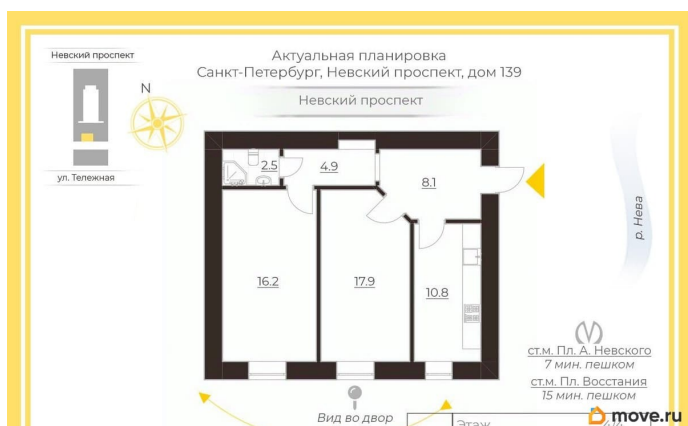 Невский проспект
Актуальная планировка
Санкт-Петербург, Невский проспект, дом 139
Невский проспект
N
ул. Тележная
2.5
4.9
8.1
р. Нева
16.2
17.9
10.8
ст.м. Пл. А. Невского
7 мин. пешком
ст.м. Пл. Восстания
15 мин. пешком
Вид во двор
Этаж
move.ru